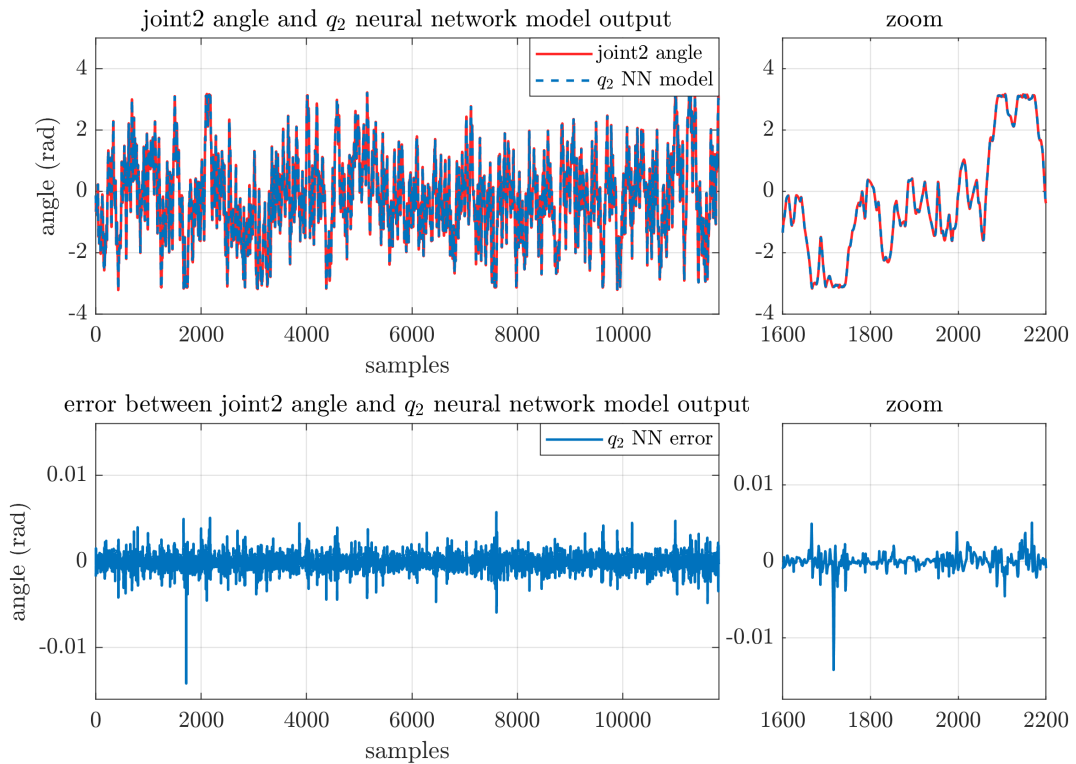 joint2 angle and q₂ neural network model output
zoom
joint2 angle
q₂ NN model
4
2
0
-2
-4
angle (rad)
0 2000 4000 6000 8000 10000
samples
4
2
0
-2
-4
1600 1800 2000 2200
error between joint2 angle and q₂ neural network model output
zoom
q₂ NN error
0.01
0
-0.01
angle (rad)
0 2000 4000 6000 8000 10000
samples
0.01
0
-0.01
1600 1800 2000 2200